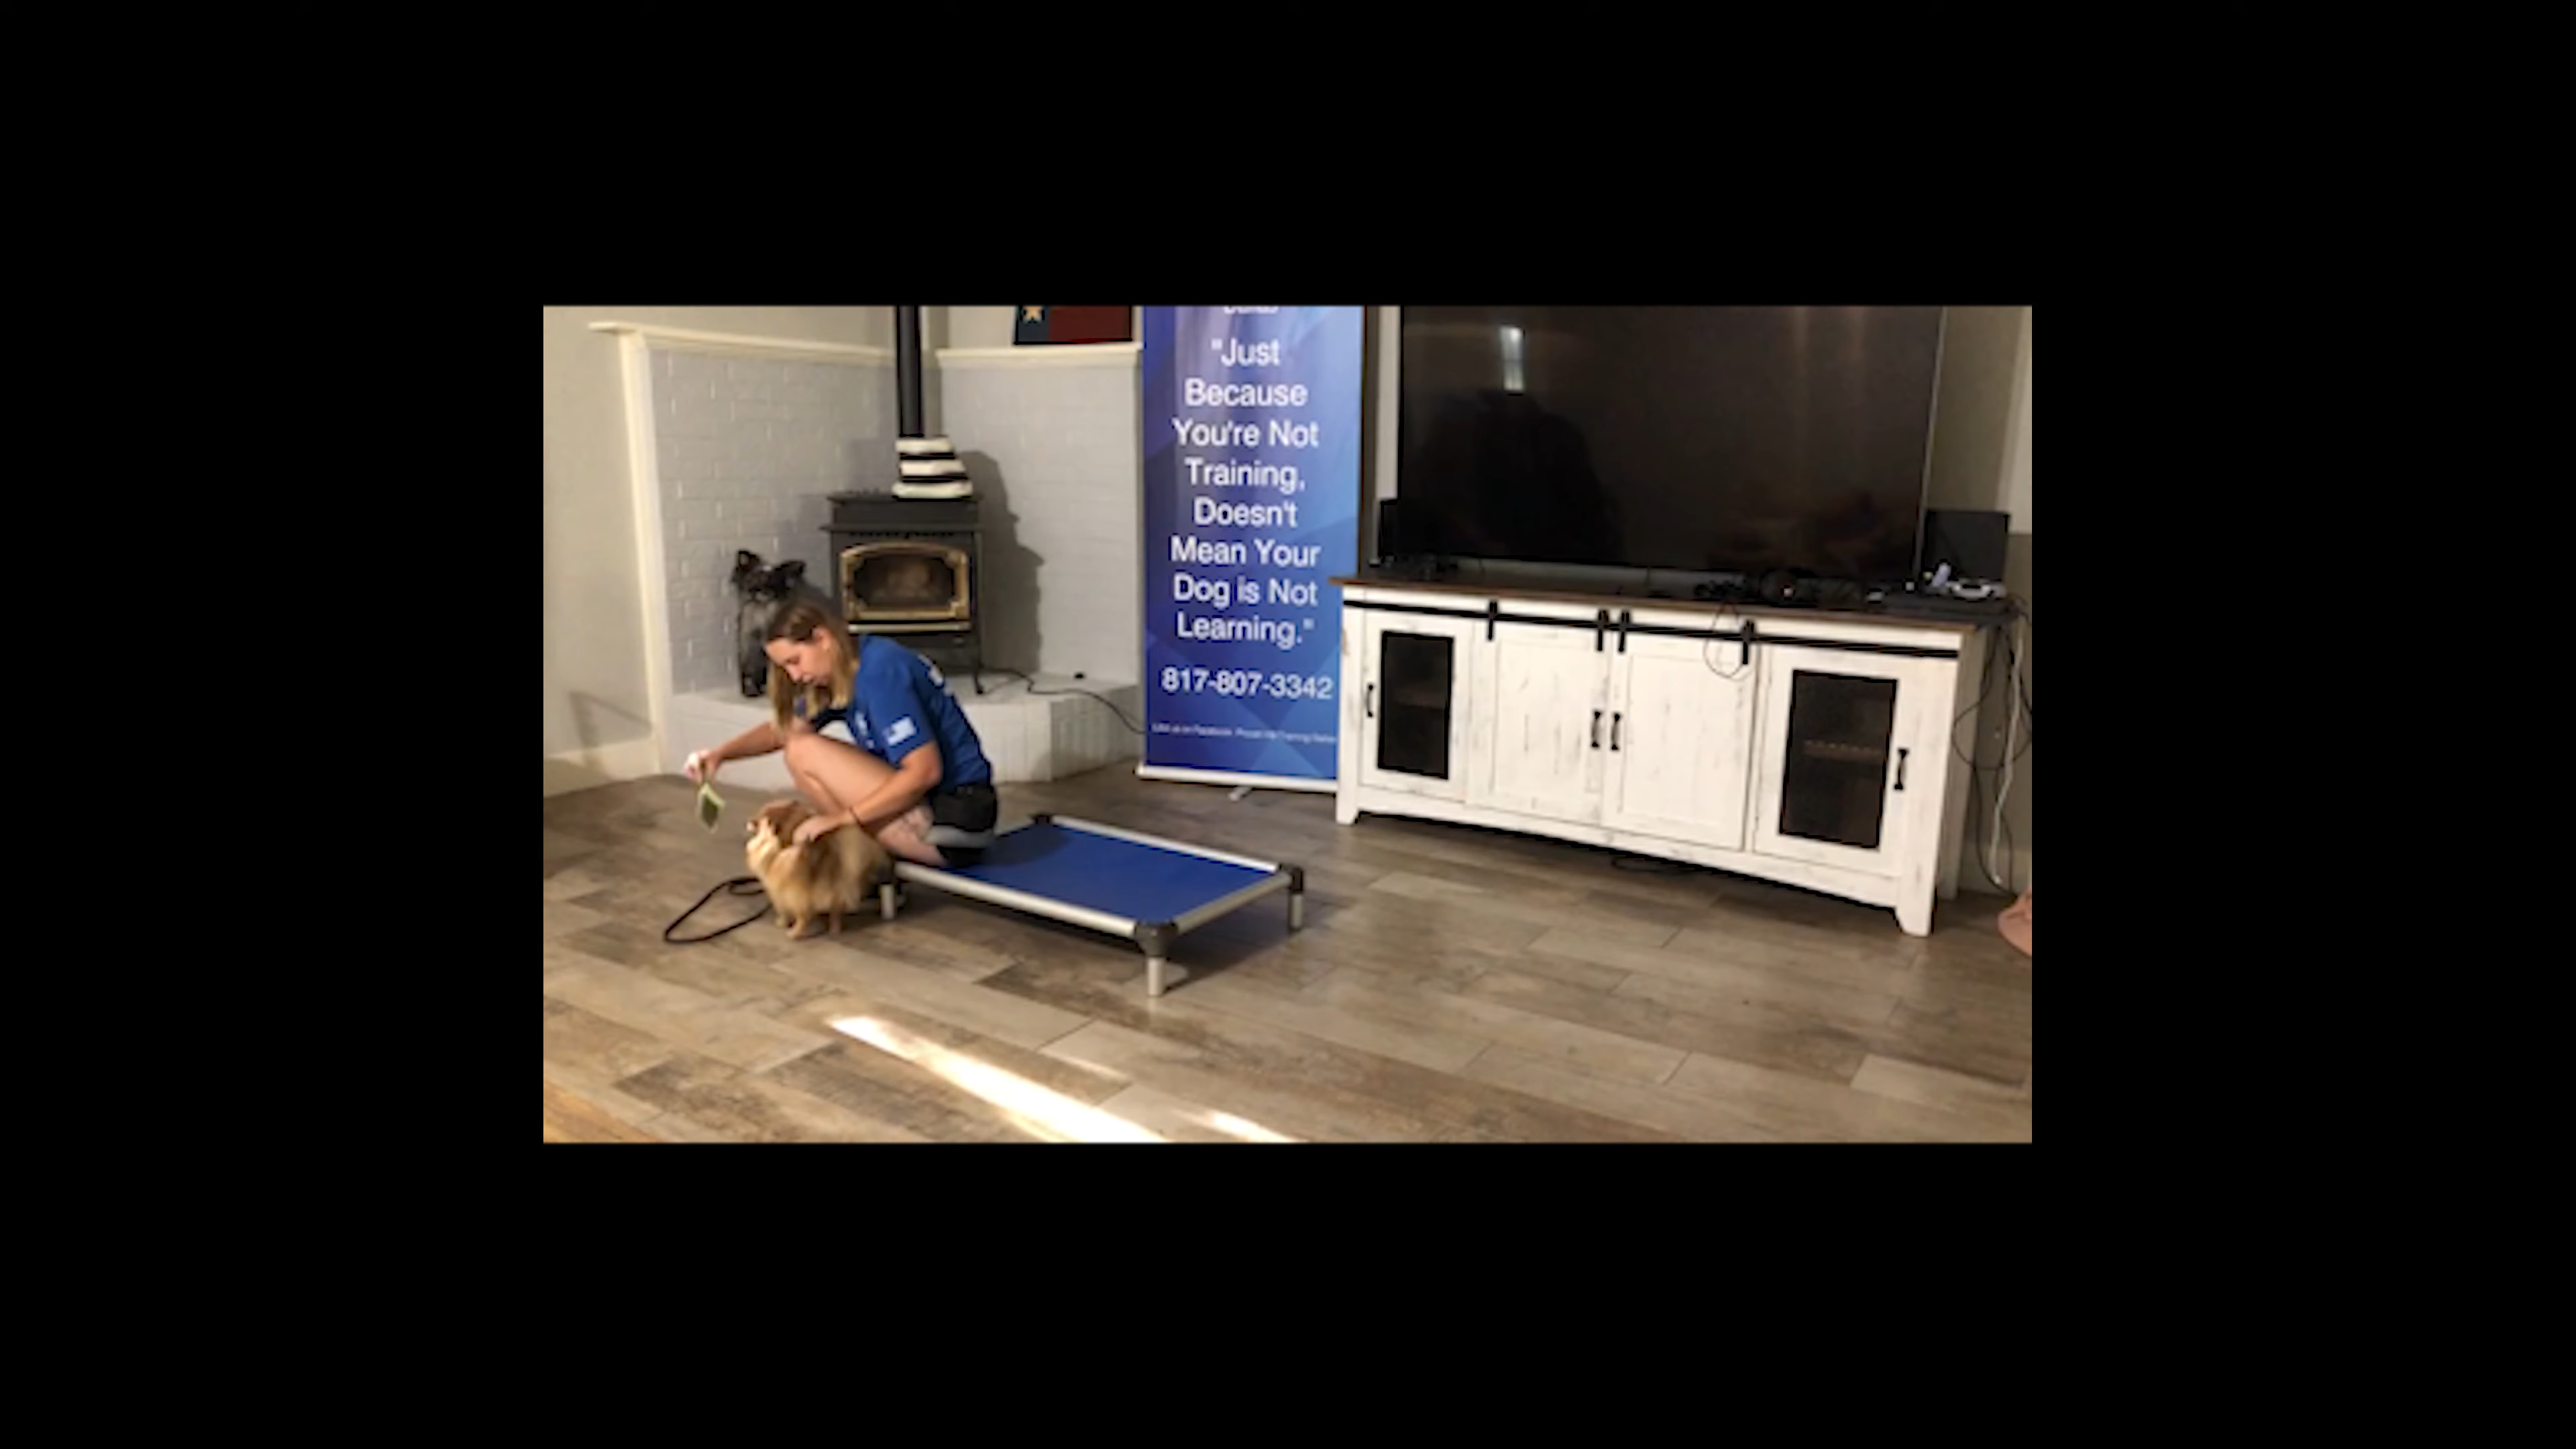 "Just
Because
You're Not
Training,
Doesn't
Mean Your
Dog is Not
Learning."
817-807-3342